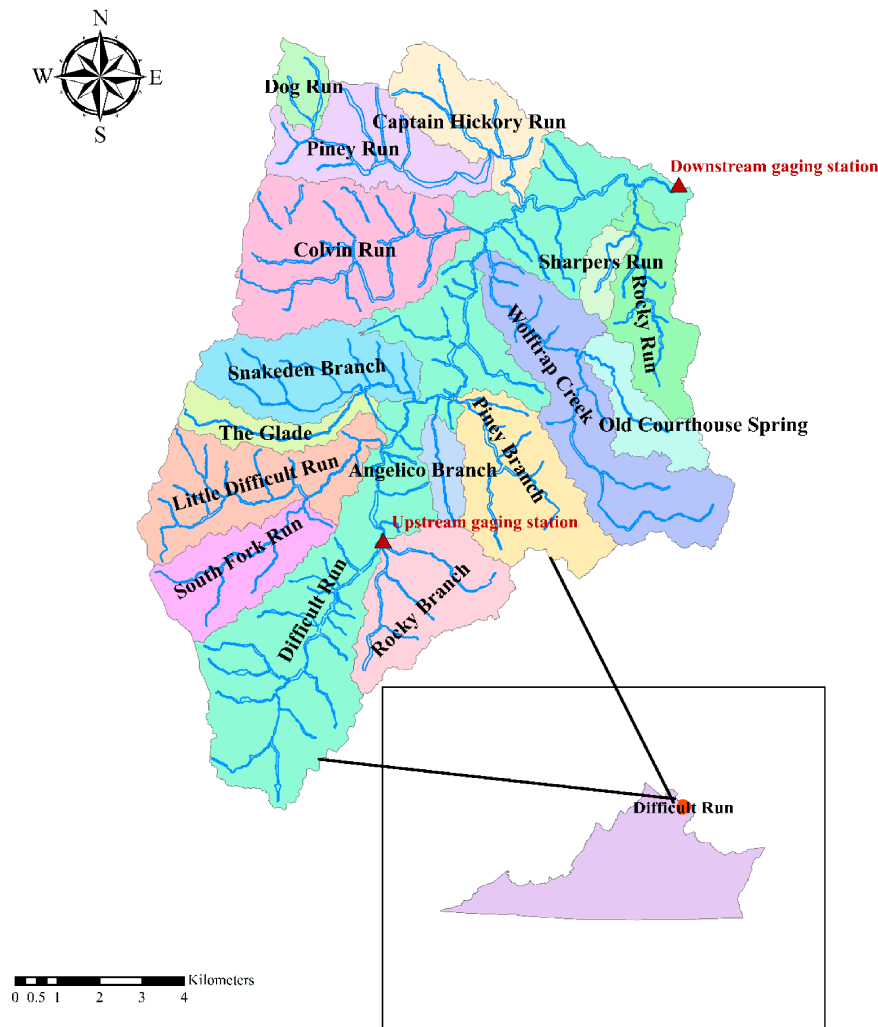 N
W
E
S
Dog Run
Captain Hickory Run
Piney Run
Downstream gaging station
Colvin Run
Sharpers Run
Rocky Run
Wolftrap Creek
Snakeden Branch
Old Courthouse Spring
The Glade
Piney Branch
Little Difficult Run
Angelico Branch
Upstream gaging station
South Fork Run
Difficult Run
Rocky Branch
Difficult Run
Kilometers
0 0.5 1 2 3 4